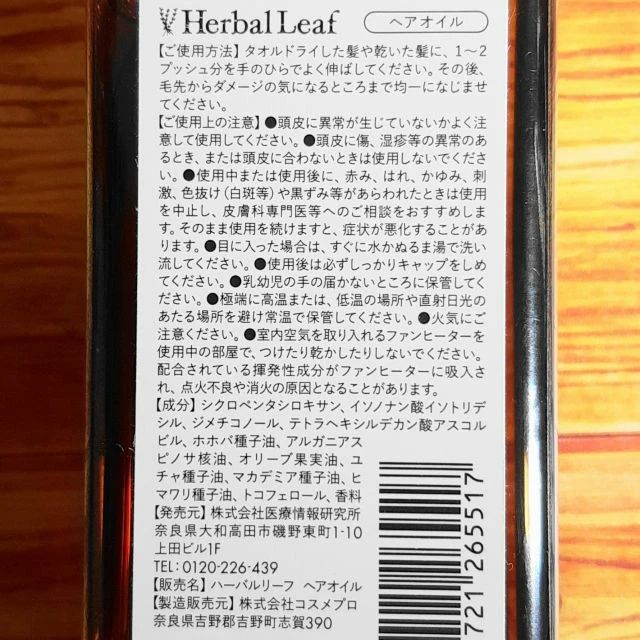 Herbal Leaf ヘアオイル
【ご使用方法】タオルドライした髪や乾いた髪に、1〜2
プッシュ分を手のひらでよく伸ばしてください。その後、
毛先からダメージの気になるところまで均一になじませ
てください。
【ご使用上の注意】●頭皮に異常が生じていないかよく注
意して使用してください。●頭皮に傷、湿疹等の異常のあ
るとき、または頭皮に合わないときは使用しないでくださ
い。●使用中または使用後に、赤み、はれ、かゆみ、刺
激、色抜け(白斑等)や黒ずみ等があらわれたときは使用
を中止し、皮膚科専門医等へのご相談をおすすめしま
す。そのまま使用を続けますと、症状が悪化することがあ
ります。●目に入った場合は、すぐに水かぬるま湯で洗い
流してください。●使用後は必ずしっかりキャップをしめ
てください。●乳幼児の手の届かないところに保管してく
ださい。●極端に高温または、低温の場所や直射日光の
あたる場所を避け常温で保管してください。●火気にご
注意ください。●室内空気を取り入れるファンヒーターを
使用中の部屋で、つけたり乾かしたりしないでください。
配合されている揮発性成分がファンヒーターに吸入さ
れ、点火不良や消火の原因となることがあります。
【成分】シクロペンタシロキサン、イソノナン酸イソトリデ
シル、ジメチコノール、テトラヘキシルデカン酸アスコル
ビル、ホホバ種子油、アルガニアス
ピノサ核油、オリーブ果実油、ユ
チャ種子油、マカデミア種子油、ヒ
マワリ種子油、トコフェロール、香料
【発売元】株式会社医療情報研究所
奈良県大和高田市磯野東町1-10
上田ビル1F
TEL：0120-226-439
【販売名】ハーバルリーフ ヘアオイル
【製造販売元】株式会社コスメプロ
奈良県吉野郡吉野町志賀390
721265517